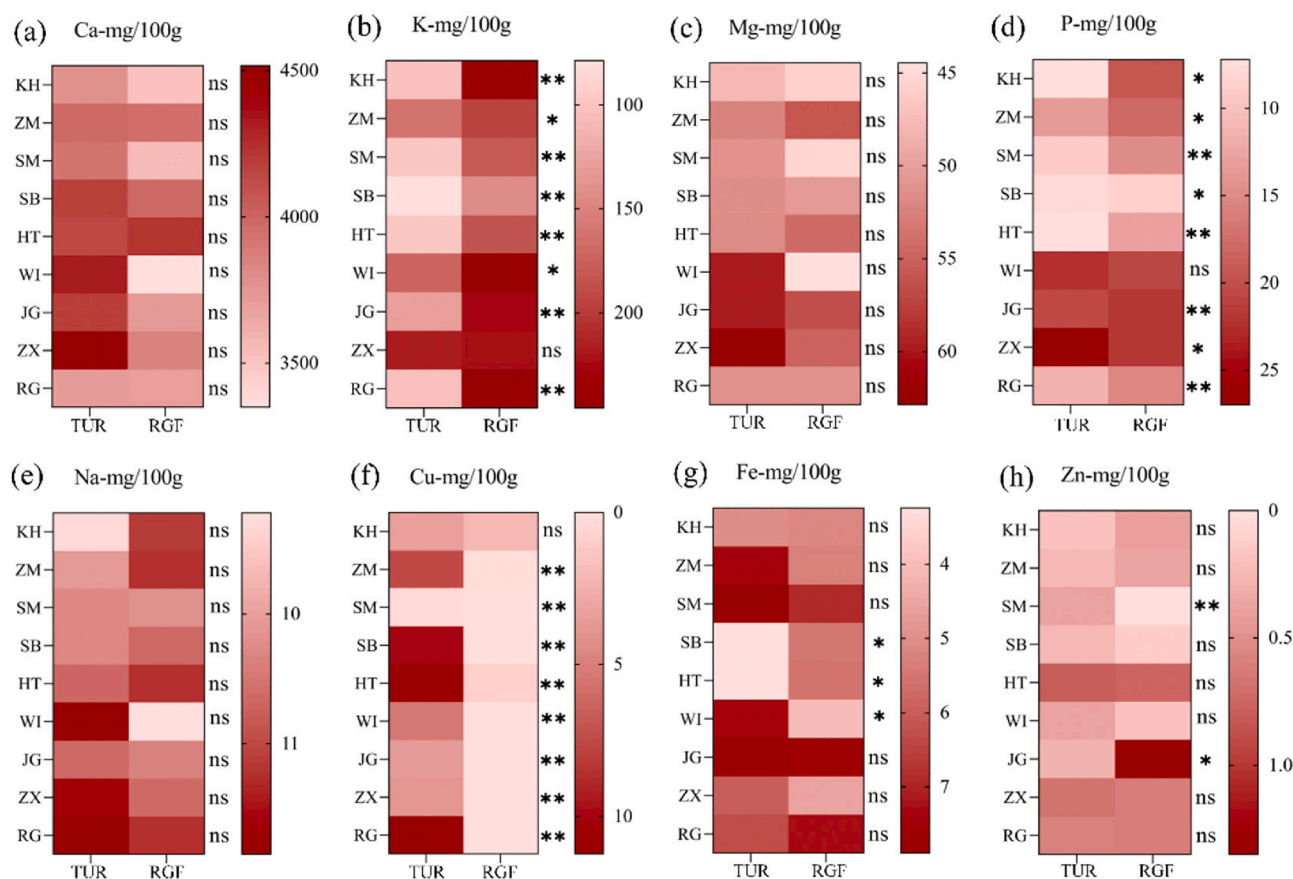 (a) Ca-mg/100g
KH ns
ZM ns
SM ns
SB ns
HT ns
WI ns
JG ns
ZX ns
RG ns
TUR RGF
4500
4000
3500
(b) K-mg/100g
KH **
ZM *
SM **
SB **
HT **
WI *
JG **
ZX ns
RG **
TUR RGF
100
150
200
(c) Mg-mg/100g
KH ns
ZM ns
SM ns
SB ns
HT ns
WI ns
JG ns
ZX ns
RG ns
TUR RGF
45
50
55
60
(d) P-mg/100g
KH *
ZM *
SM **
SB *
HT **
WI ns
JG **
ZX *
RG **
TUR RGF
10
15
20
25
(e) Na-mg/100g
KH ns
ZM ns
SM ns
SB ns
HT ns
WI ns
JG ns
ZX ns
RG ns
TUR RGF
10
11
(f) Cu-mg/100g
KH ns
ZM **
SM **
SB **
HT **
WI **
JG **
ZX **
RG **
TUR RGF
0
5
10
(g) Fe-mg/100g
KH ns
ZM ns
SM ns
SB *
HT *
WI *
JG ns
ZX ns
RG ns
TUR RGF
4
5
6
7
(h) Zn-mg/100g
KH ns
ZM ns
SM **
SB ns
HT ns
WI ns
JG *
ZX ns
RG ns
TUR RGF
0
0.5
1.0